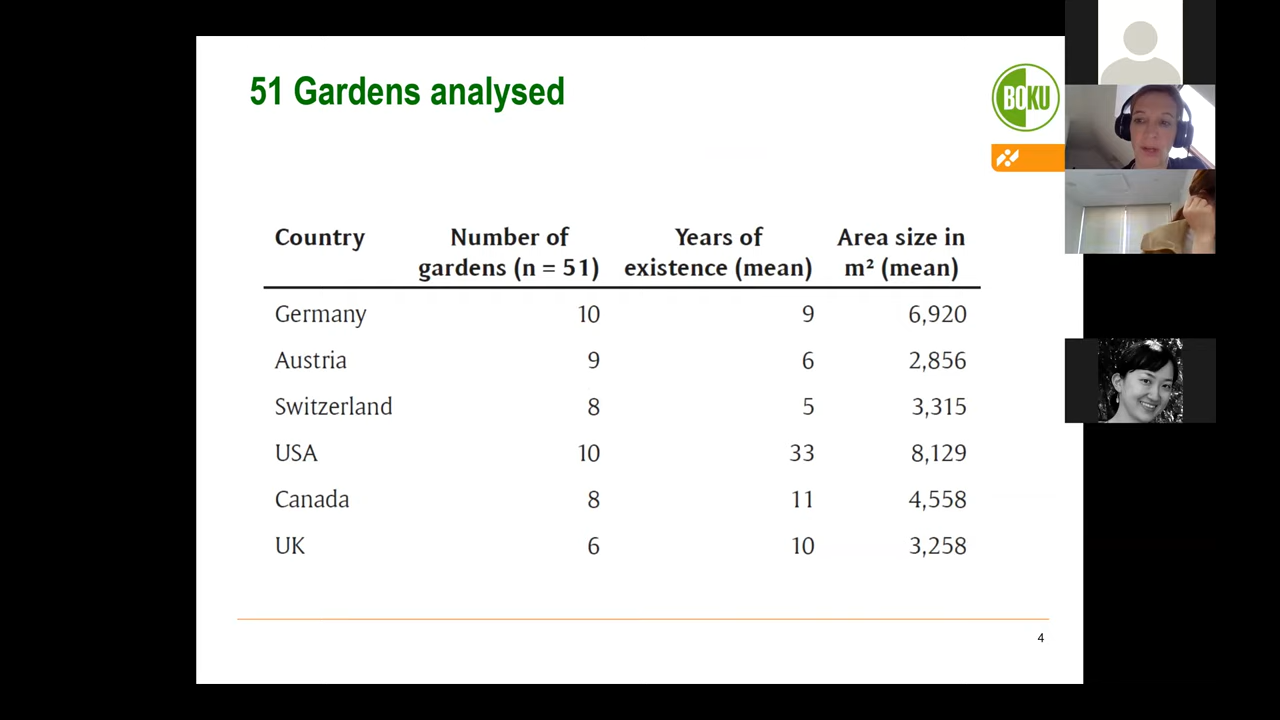 51 Gardens analysed
BOKU
Country Number of gardens (n = 51) Years of existence (mean) Area size in m² (mean)
Germany 10 9 6,920
Austria 9 6 2,856
Switzerland 8 5 3,315
USA 10 33 8,129
Canada 8 11 4,558
UK 6 10 3,258
4